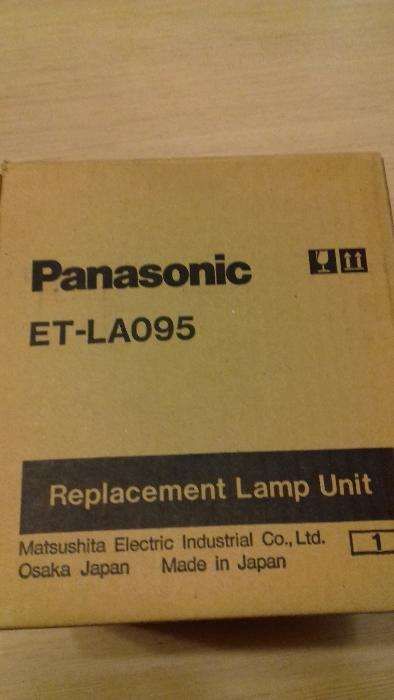 Panasonic
ET-LA095
Replacement Lamp Unit
Matsushita Electric Industrial Co., Ltd.
1
Osaka Japan Made in Japan